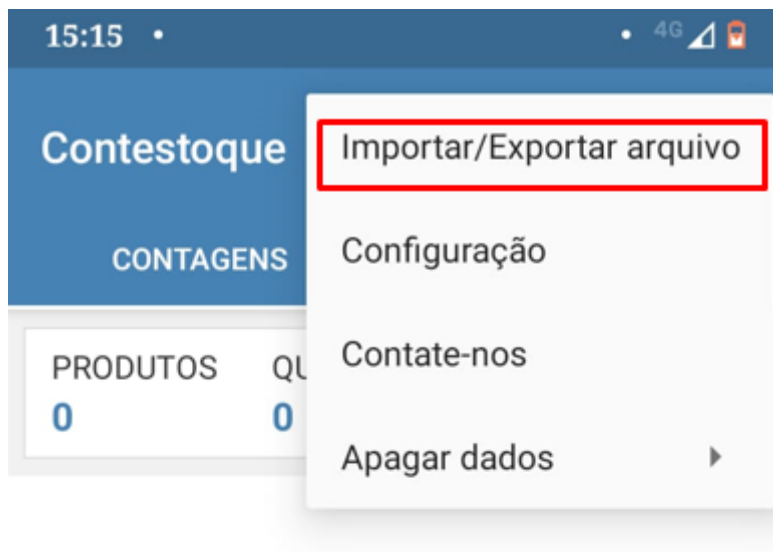 15:15
4G
Contestoque
CONTAGENS
Importar/Exportar arquivo
Configuração
Contate-nos
Apagar dados
PRODUTOS
0
0